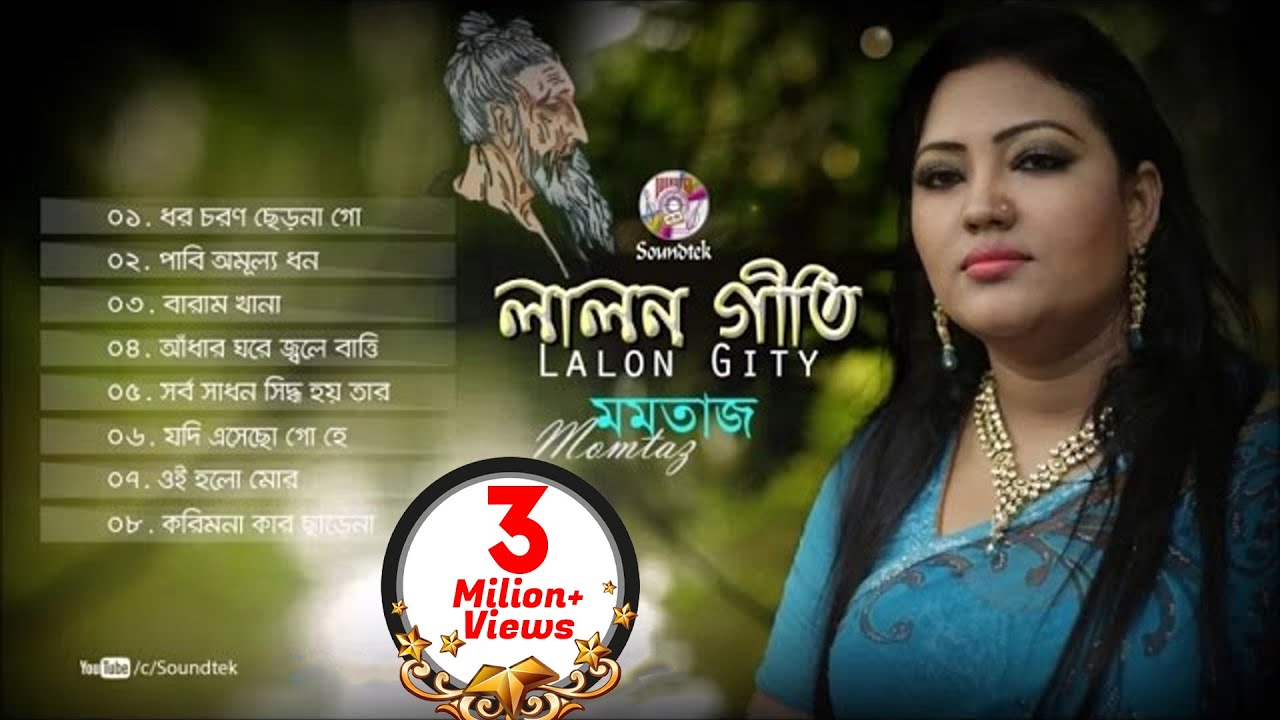 ০১. ধর চরণ ছেড়না গো
০২. পাবি অমূল্য ধন
০৩. বারাম খানা
০৪. আঁধার ঘরে জ্বলে বাত্তি
০৫. সর্ব সাধন সিদ্ধ হয় তার
০৬. যদি এসেছো গো হে
০৭. ওই হলো মোর
০৮. করিমনা কাব ছাড়েনা
Soundtek
লালন গীতি
LALON GITY
মমতাজ
Momtaz
3
Milion+
Views
YouTube /c/Soundtek